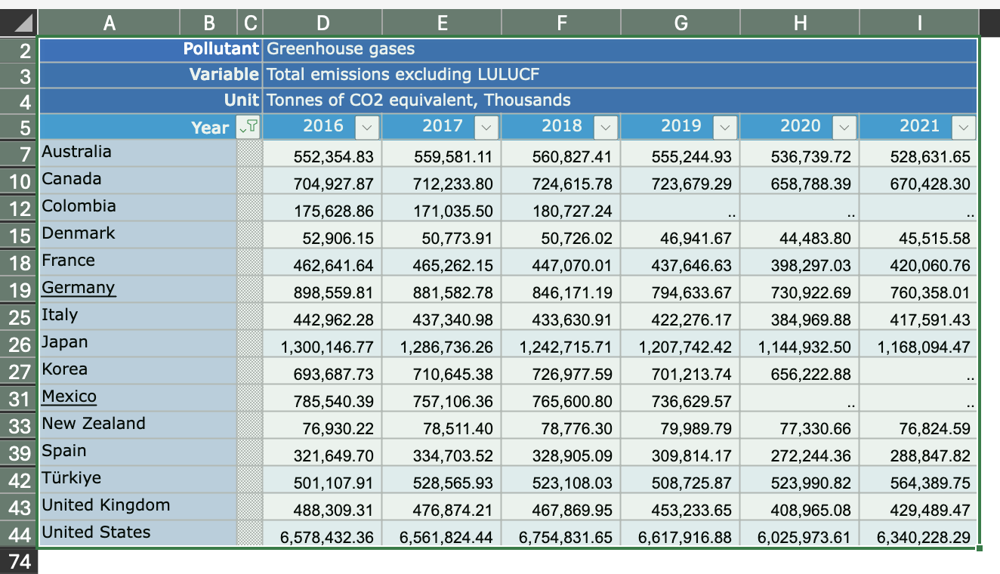 A B C D E F G H I
2 Pollutant Greenhouse gases
3 Variable Total emissions excluding LULUCF
4 Unit Tonnes of CO2 equivalent, Thousands
5 Year 2016 2017 2018 2019 2020 2021
7 Australia 552,354.83 559,581.11 560,827.41 555,244.93 536,739.72 528,631.65
10 Canada 704,927.87 712,233.80 724,615.78 723,679.29 658,788.39 670,428.30
12 Colombia 175,628.86 171,035.50 180,727.24 .. .. ..
15 Denmark 52,906.15 50,773.91 50,726.02 46,941.67 44,483.80 45,515.58
18 France 462,641.64 465,262.15 447,070.01 437,646.63 398,297.03 420,060.76
19 Germany 898,559.81 881,582.78 846,171.19 794,633.67 730,922.69 760,358.01
25 Italy 442,962.28 437,340.98 433,630.91 422,276.17 384,969.88 417,591.43
26 Japan 1,300,146.77 1,286,736.26 1,242,715.71 1,207,742.42 1,144,932.50 1,168,094.47
27 Korea 693,687.73 710,645.38 726,977.59 701,213.74 656,222.88 ..
31 Mexico 785,540.39 757,106.36 765,600.80 736,629.57 .. ..
33 New Zealand 76,930.22 78,511.40 78,776.30 79,989.79 77,330.66 76,824.59
39 Spain 321,649.70 334,703.52 328,905.09 309,814.17 272,244.36 288,847.82
42 Türkiye 501,107.91 528,565.93 523,108.03 508,725.87 523,990.82 564,389.75
43 United Kingdom 488,309.31 476,874.21 467,869.95 453,233.65 408,965.08 429,489.47
44 United States 6,578,432.36 6,561,824.44 6,754,831.65 6,617,916.88 6,025,973.61 6,340,228.29
74